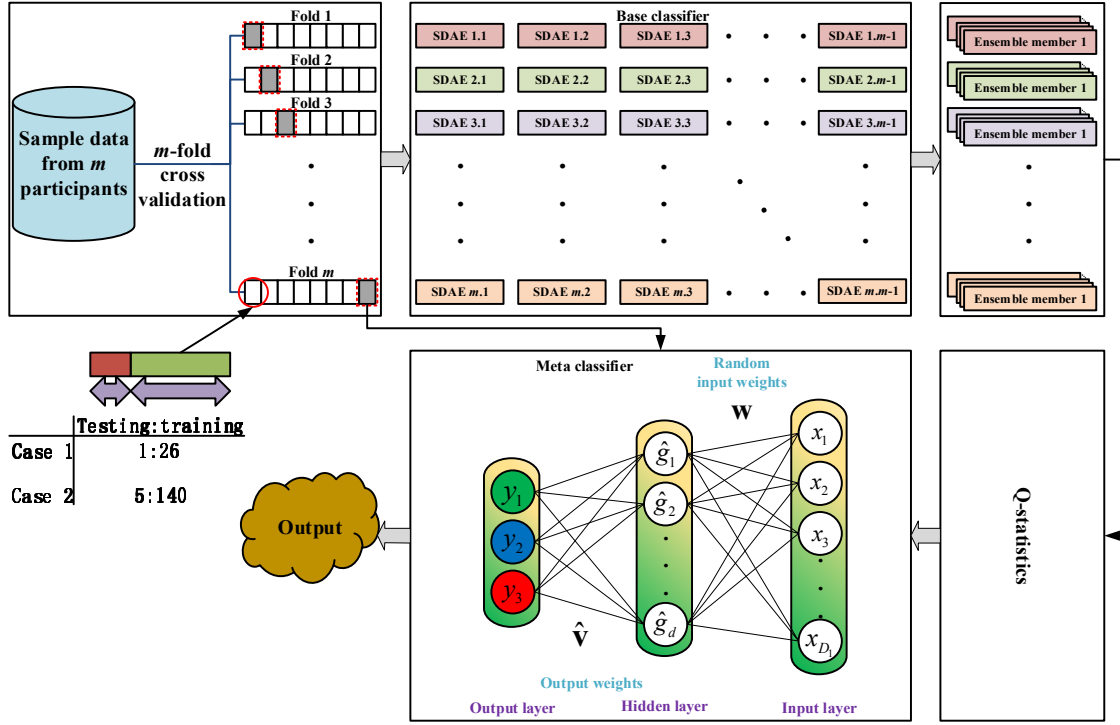 Sample data
from m
participants
m-fold
cross
validation
Fold 1
Fold 2
Fold 3
Fold m
Base classifier
SDAE 1.1
SDAE 1.2
SDAE 1.3
SDAE 1.m-1
SDAE 2.1
SDAE 2.2
SDAE 2.3
SDAE 2.m-1
SDAE 3.1
SDAE 3.2
SDAE 3.3
SDAE 3.m-1
SDAE m.1
SDAE m.2
SDAE m.3
SDAE m.m-1
Ensemble member 1
Ensemble member 1
Ensemble member 1
Ensemble member 1
Testing:training
Case 1 1:26
Case 2 5:140
Output
Meta classifier
Random
input weights
w
y₁
y₂
y₃
ĝ₁
ĝ₂
ĝ_d
x₁
x₂
x₃
x_D₁
v̂
Output weights
Output layer
Hidden layer
Input layer
Q-statistics